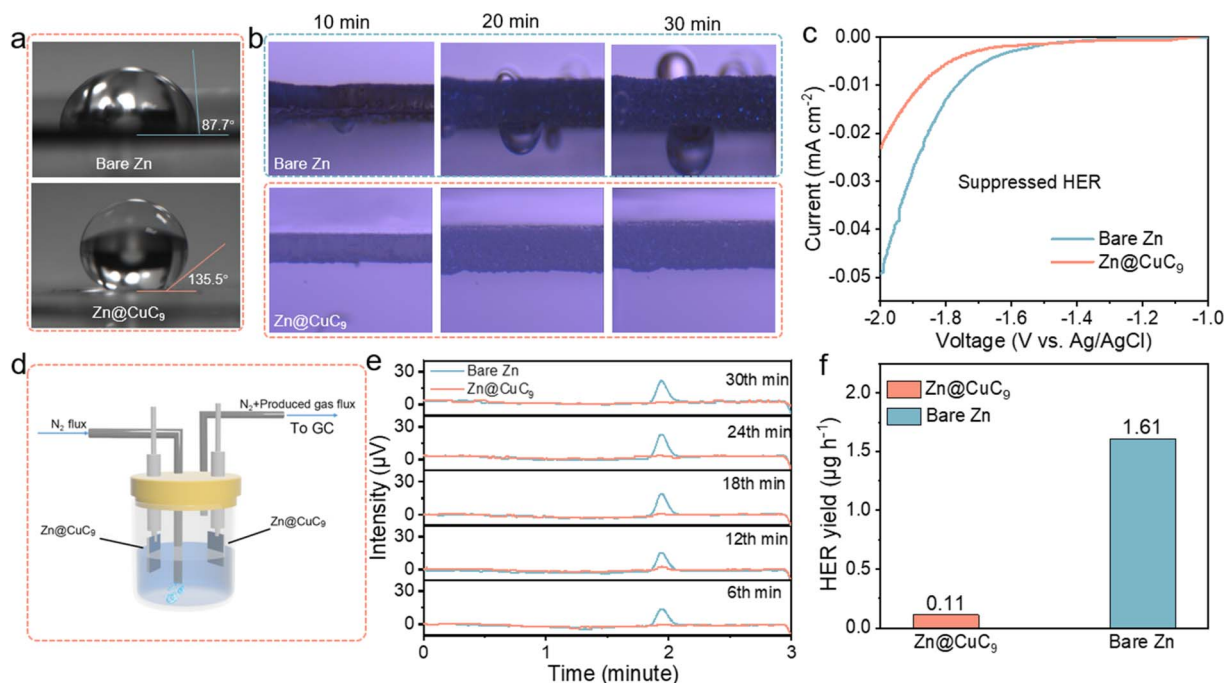 a
87.7°
Bare Zn
135.5°
Zn@CuC₉
b
10 min
20 min
30 min
Bare Zn
Zn@CuC₉
c
0.00
-0.01
-0.02
-0.03
-0.04
-0.05
Current (mA cm⁻²)
Suppressed HER
Bare Zn
Zn@CuC₉
-2.0
-1.8
-1.6
-1.4
-1.2
-1.0
Voltage (V vs. Ag/AgCl)
d
N₂ flux
N₂+Produced gas flux
To GC
Zn@CuC₉
Zn@CuC₉
e
Bare Zn
Zn@CuC₉
30
0
30th min
30
0
24th min
30
0
18th min
30
0
12th min
30
0
6th min
Intensity (µV)
0
1
2
3
Time (minute)
f
Zn@CuC₉
Bare Zn
2.0
1.5
1.0
0.5
0.0
HER yield (µg h⁻¹)
0.11
1.61
Zn@CuC₉
Bare Zn